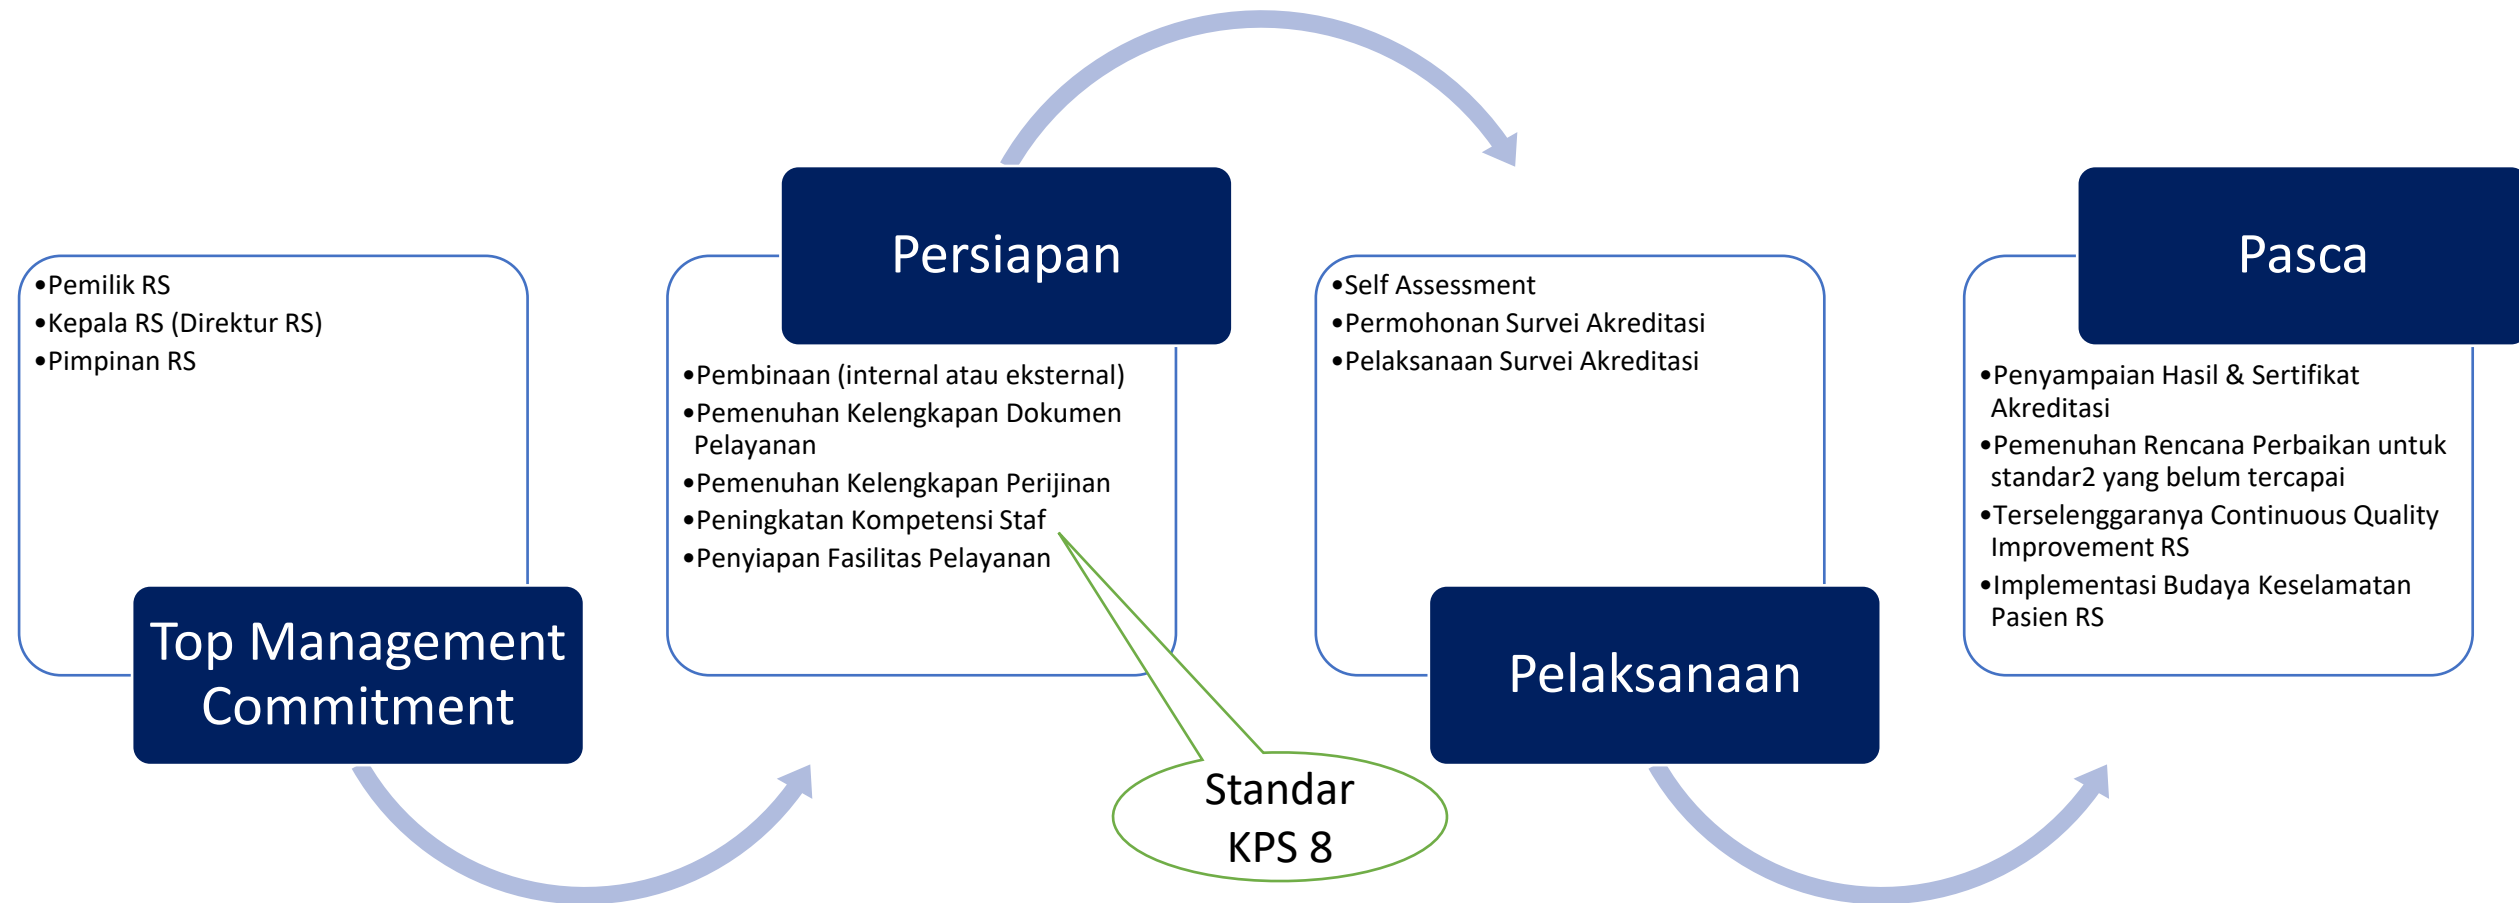 •Pemilik RS
•Kepala RS (Direktur RS)
•Pimpinan RS
Top Management
Commitment
Persiapan
•Pembinaan (internal atau eksternal)
•Pemenuhan Kelengkapan Dokumen
Pelayanan
•Pemenuhan Kelengkapan Perijinan
•Peningkatan Kompetensi Staf
•Penyiapan Fasilitas Pelayanan
Standar
KPS 8
•Self Assessment
•Permohonan Survei Akreditasi
•Pelaksanaan Survei Akreditasi
Pelaksanaan
Pasca
•Penyampaian Hasil & Sertifikat
Akreditasi
•Pemenuhan Rencana Perbaikan untuk
standar2 yang belum tercapai
•Terselenggaranya Continuous Quality
Improvement RS
•Implementasi Budaya Keselamatan
Pasien RS